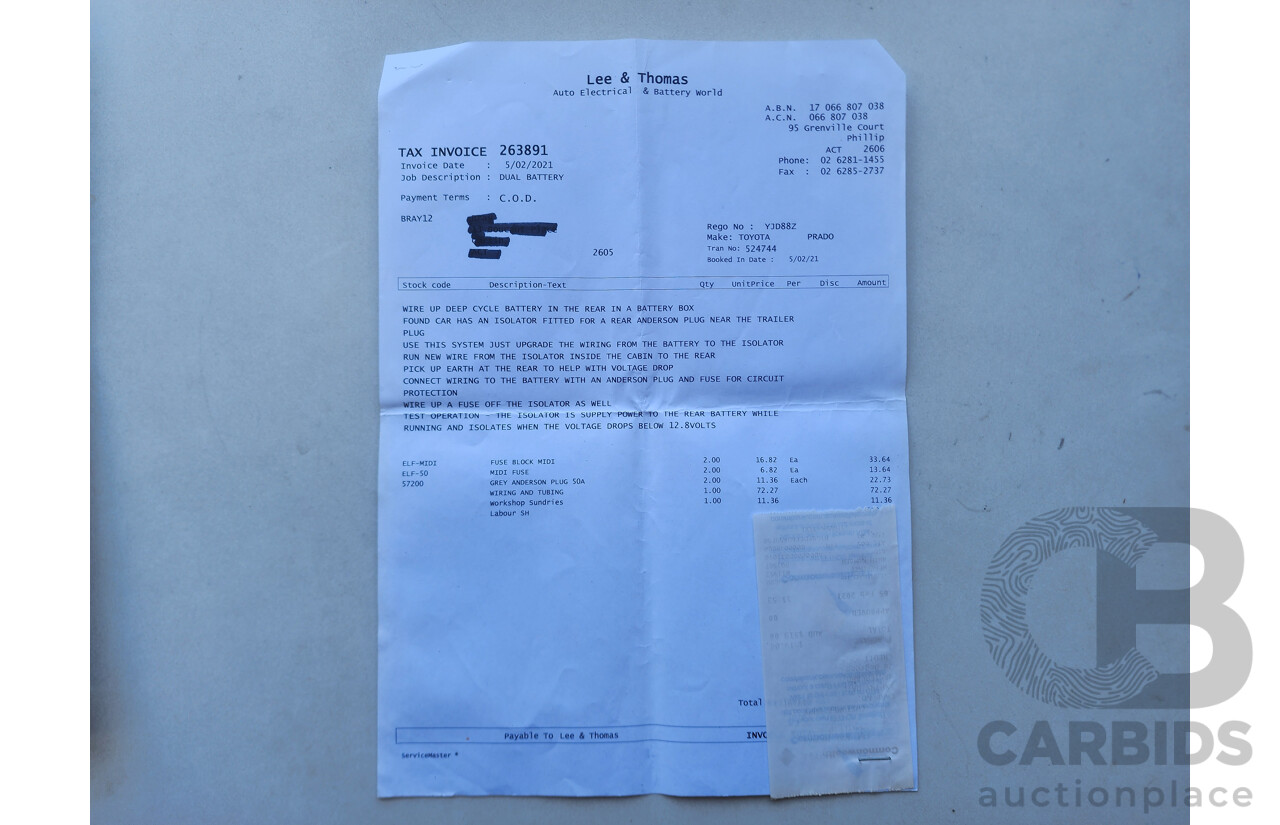 Lee & Thomas
Auto Electrical & Battery World
A.B.N. 17 066 807 038
A.C.N. 066 807 038
95 Grenville Court
Phillip
ACT 2606
Phone: 02 6281-1455
Fax : 02 6285-2737
TAX INVOICE 263891
Invoice Date : 5/02/2021
Job Description : DUAL BATTERY
Payment Terms : C.O.D.
BRAY12
2605
Rego No : YJD88Z
Make: TOYOTA PRADO
Tran No: 524744
Booked In Date : 5/02/21
Stock code Description-Text Qty UnitPrice Per Disc Amount
WIRE UP DEEP CYCLE BATTERY IN THE REAR IN A BATTERY BOX
FOUND CAR HAS AN ISOLATOR FITTED FOR A REAR ANDERSON PLUG NEAR THE TRAILER
PLUG
USE THIS SYSTEM JUST UPGRADE THE WIRING FROM THE BATTERY TO THE ISOLATOR
RUN NEW WIRE FROM THE ISOLATOR INSIDE THE CABIN TO THE REAR
PICK UP EARTH AT THE REAR TO HELP WITH VOLTAGE DROP
CONNECT WIRING TO THE BATTERY WITH AN ANDERSON PLUG AND FUSE FOR CIRCUIT
PROTECTION
WIRE UP A FUSE OFF THE ISOLATOR AS WELL
TEST OPERATION - THE ISOLATOR IS SUPPLY POWER TO THE REAR BATTERY WHILE
RUNNING AND ISOLATES WHEN THE VOLTAGE DROPS BELOW 12.8VOLTS
ELF-MIDI FUSE BLOCK MIDI 2.00 16.82 Ea 33.64
ELF-50 MIDI FUSE 2.00 6.82 Ea 13.64
57200 GREY ANDERSON PLUG 50A 2.00 11.36 Each 22.73
WIRING AND TUBING 1.00 72.27 72.27
Workshop Sundries 1.00 11.36 11.36
Labour SH
Total
Payable To Lee & Thomas INVO
ServiceMaster *
CB
CARBIDS
auctionplace